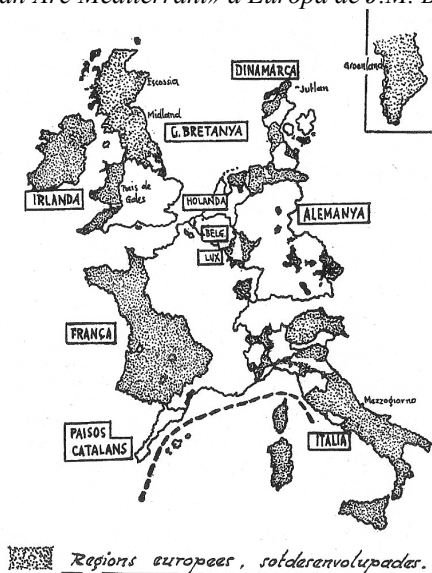 an Arc Mediterrani» a Europa de J.M.
Groenland
DINAMARCA
Escossia
Jutlan
Midland
G. BRETANYA
País de
Gales
HOLANDA
IRLANDA
ALEMANYA
BELG
LUX
FRANÇA
Mezzogiorno
PAISOS
CATALANS
ITALIA
Regions europees, sotdesenvolupades.